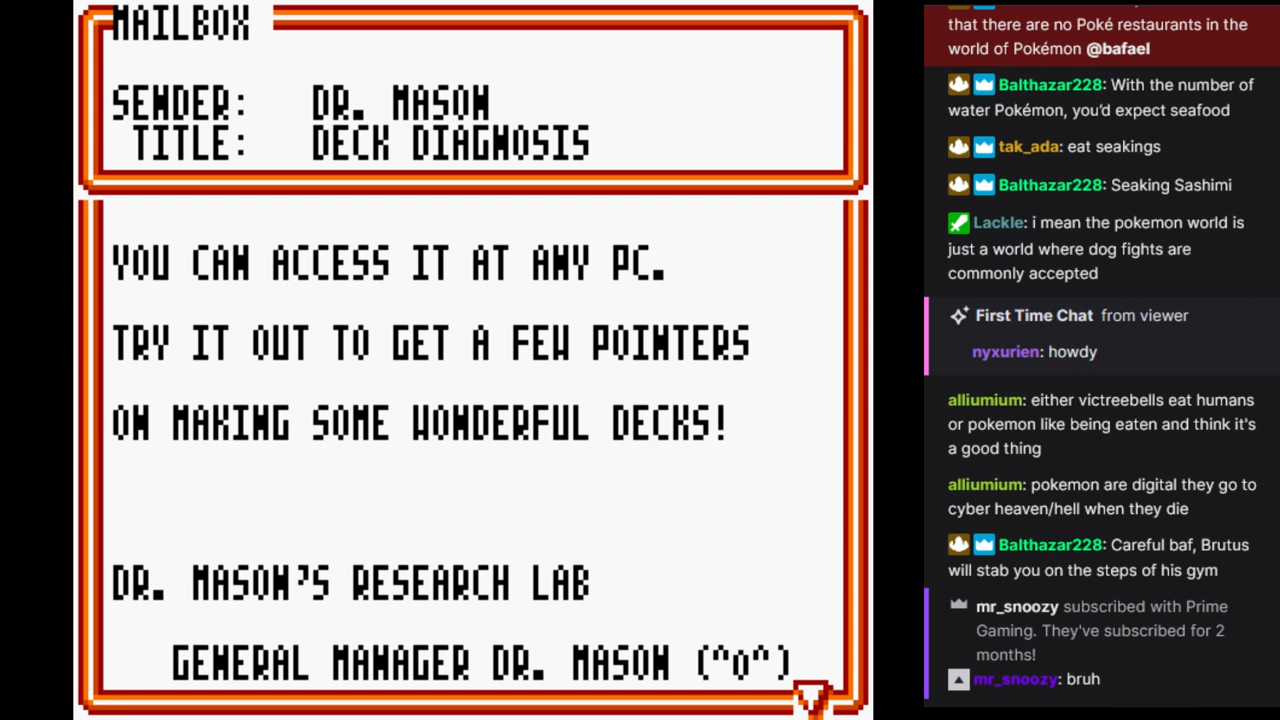 MAILBOX
SENDER: DR. MASON
TITLE: DECK DIAGNOSIS
YOU CAN ACCESS IT AT ANY PC.
TRY IT OUT TO GET A FEW POINTERS
ON MAKING SOME WONDERFUL DECKS!
DR. MASON'S RESEARCH LAB
GENERAL MANAGER DR. MASON (^o^)
that there are no Poké restaurants in the
world of Pokémon @bafael
Balthazar228: With the number of
water Pokémon, you'd expect seafood
tak_ada: eat seakings
Balthazar228: Seaking Sashimi
Lackle: i mean the pokemon world is
just a world where dog fights are
commonly accepted
First Time Chat from viewer
nyxurien: howdy
alliumium: either victreebells eat humans
or pokemon like being eaten and think it's
a good thing
alliumium: pokemon are digital they go to
cyber heaven/hell when they die
Balthazar228: Careful baf, Brutus
will stab you on the steps of his gym
mr_snoozy subscribed with Prime
Gaming. They've subscribed for 2
months!
mr_snoozy: bruh